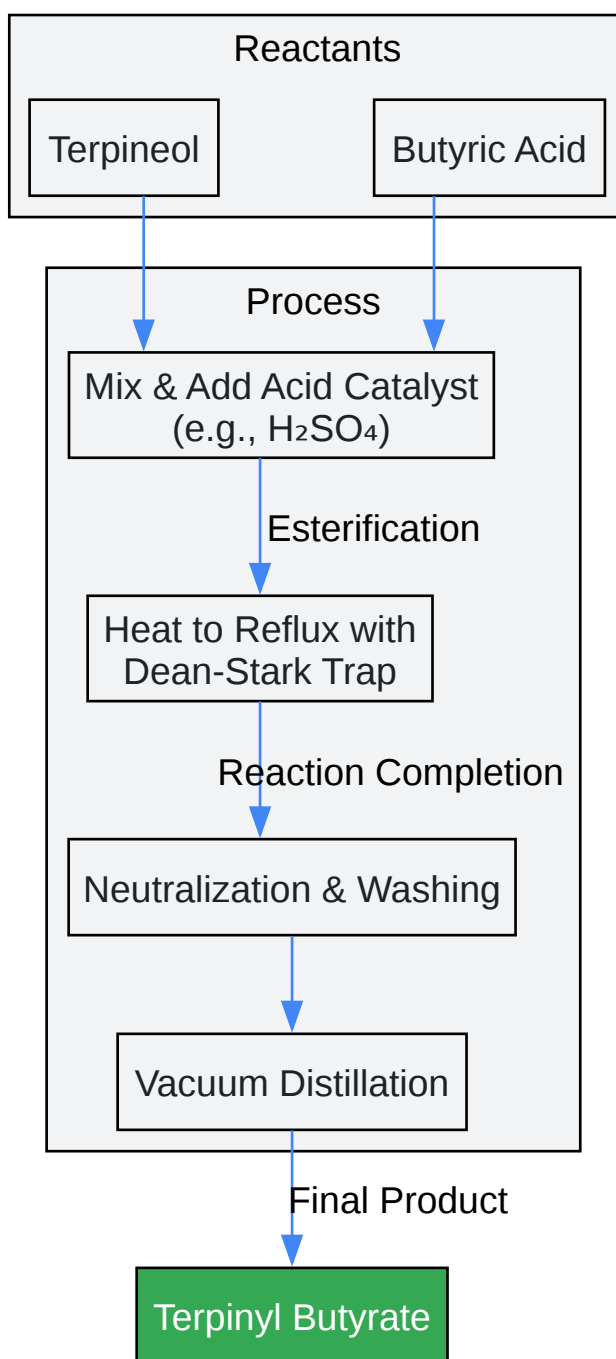 Reactants
Terpineol
Butyric Acid
Process
Mix & Add Acid Catalyst
(e.g., H₂SO₄)
Esterification
Heat to Reflux with
Dean-Stark Trap
Reaction Completion
Neutralization & Washing
Vacuum Distillation
Final Product
Terpinyl Butyrate